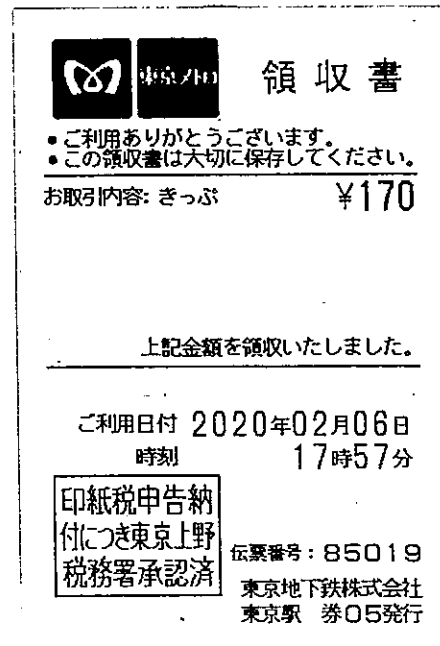 東京メトロ 領収書
● ご利用ありがとうございます。
● この領収書は大切に保存してください。
お取引内容: きっぷ ¥170
上記金額を領収いたしました。
ご利用日付 2020年02月06日
時刻 17時57分
印紙税申告納
付につき東京上野
税務署承認済
伝票番号:85019
東京地下鉄株式会社
東京駅 券05発行